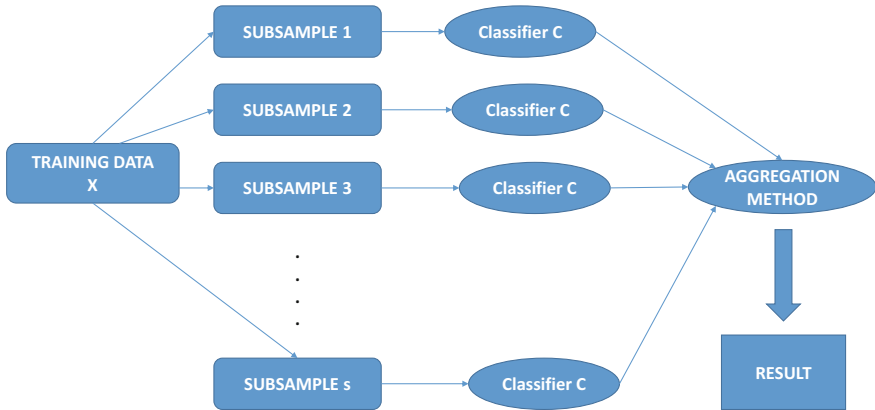 SUBSAMPLE 1
Classifier C
SUBSAMPLE 2
Classifier C
TRAINING DATA
X
SUBSAMPLE 3
Classifier C
AGGREGATION
METHOD
SUBSAMPLE s
Classifier C
RESULT